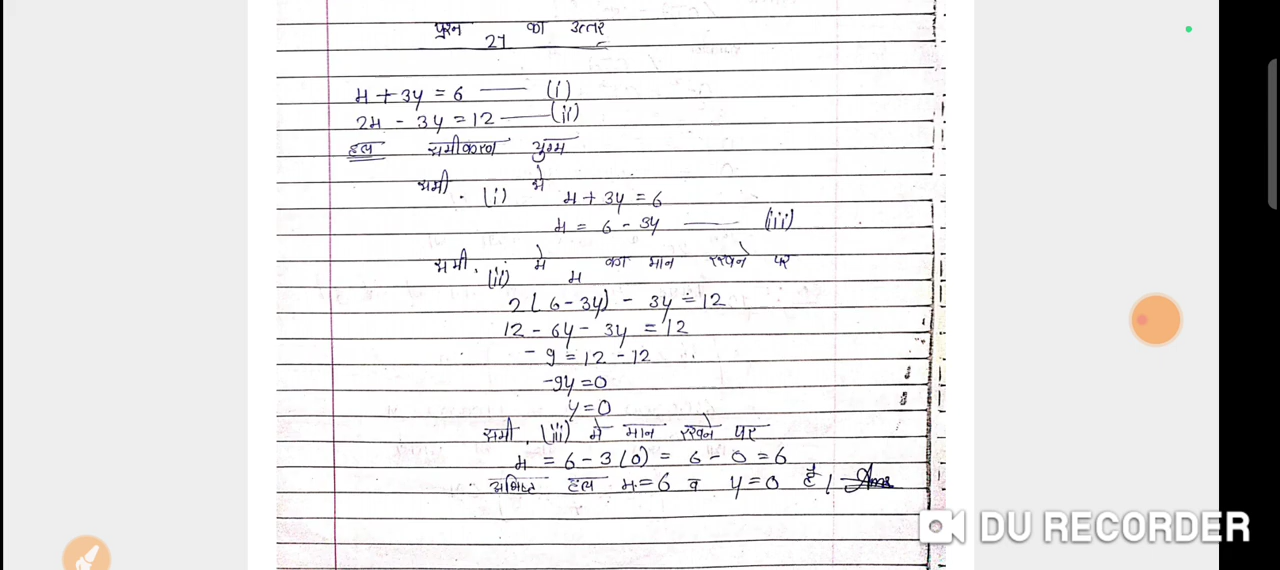 प्रश्न 27 का उत्तर
x + 3y = 6 —— (i)
2x - 3y = 12 —— (ii)
हल समीकरण युग्म
समी. (i) मे
x + 3y = 6
x = 6 - 3y —— (iii)
समी. (ii) मे x का मान रखने पर
2(6 - 3y) - 3y = 12
12 - 6y - 3y = 12
- 9 = 12 - 12
-9y = 0
y = 0
समी. (iii) मे मान रखने पर
x = 6 - 3(0) = 6 - 0 = 6
अभिष्ट हल x = 6 व y = 0 है। Ans
DU RECORDER